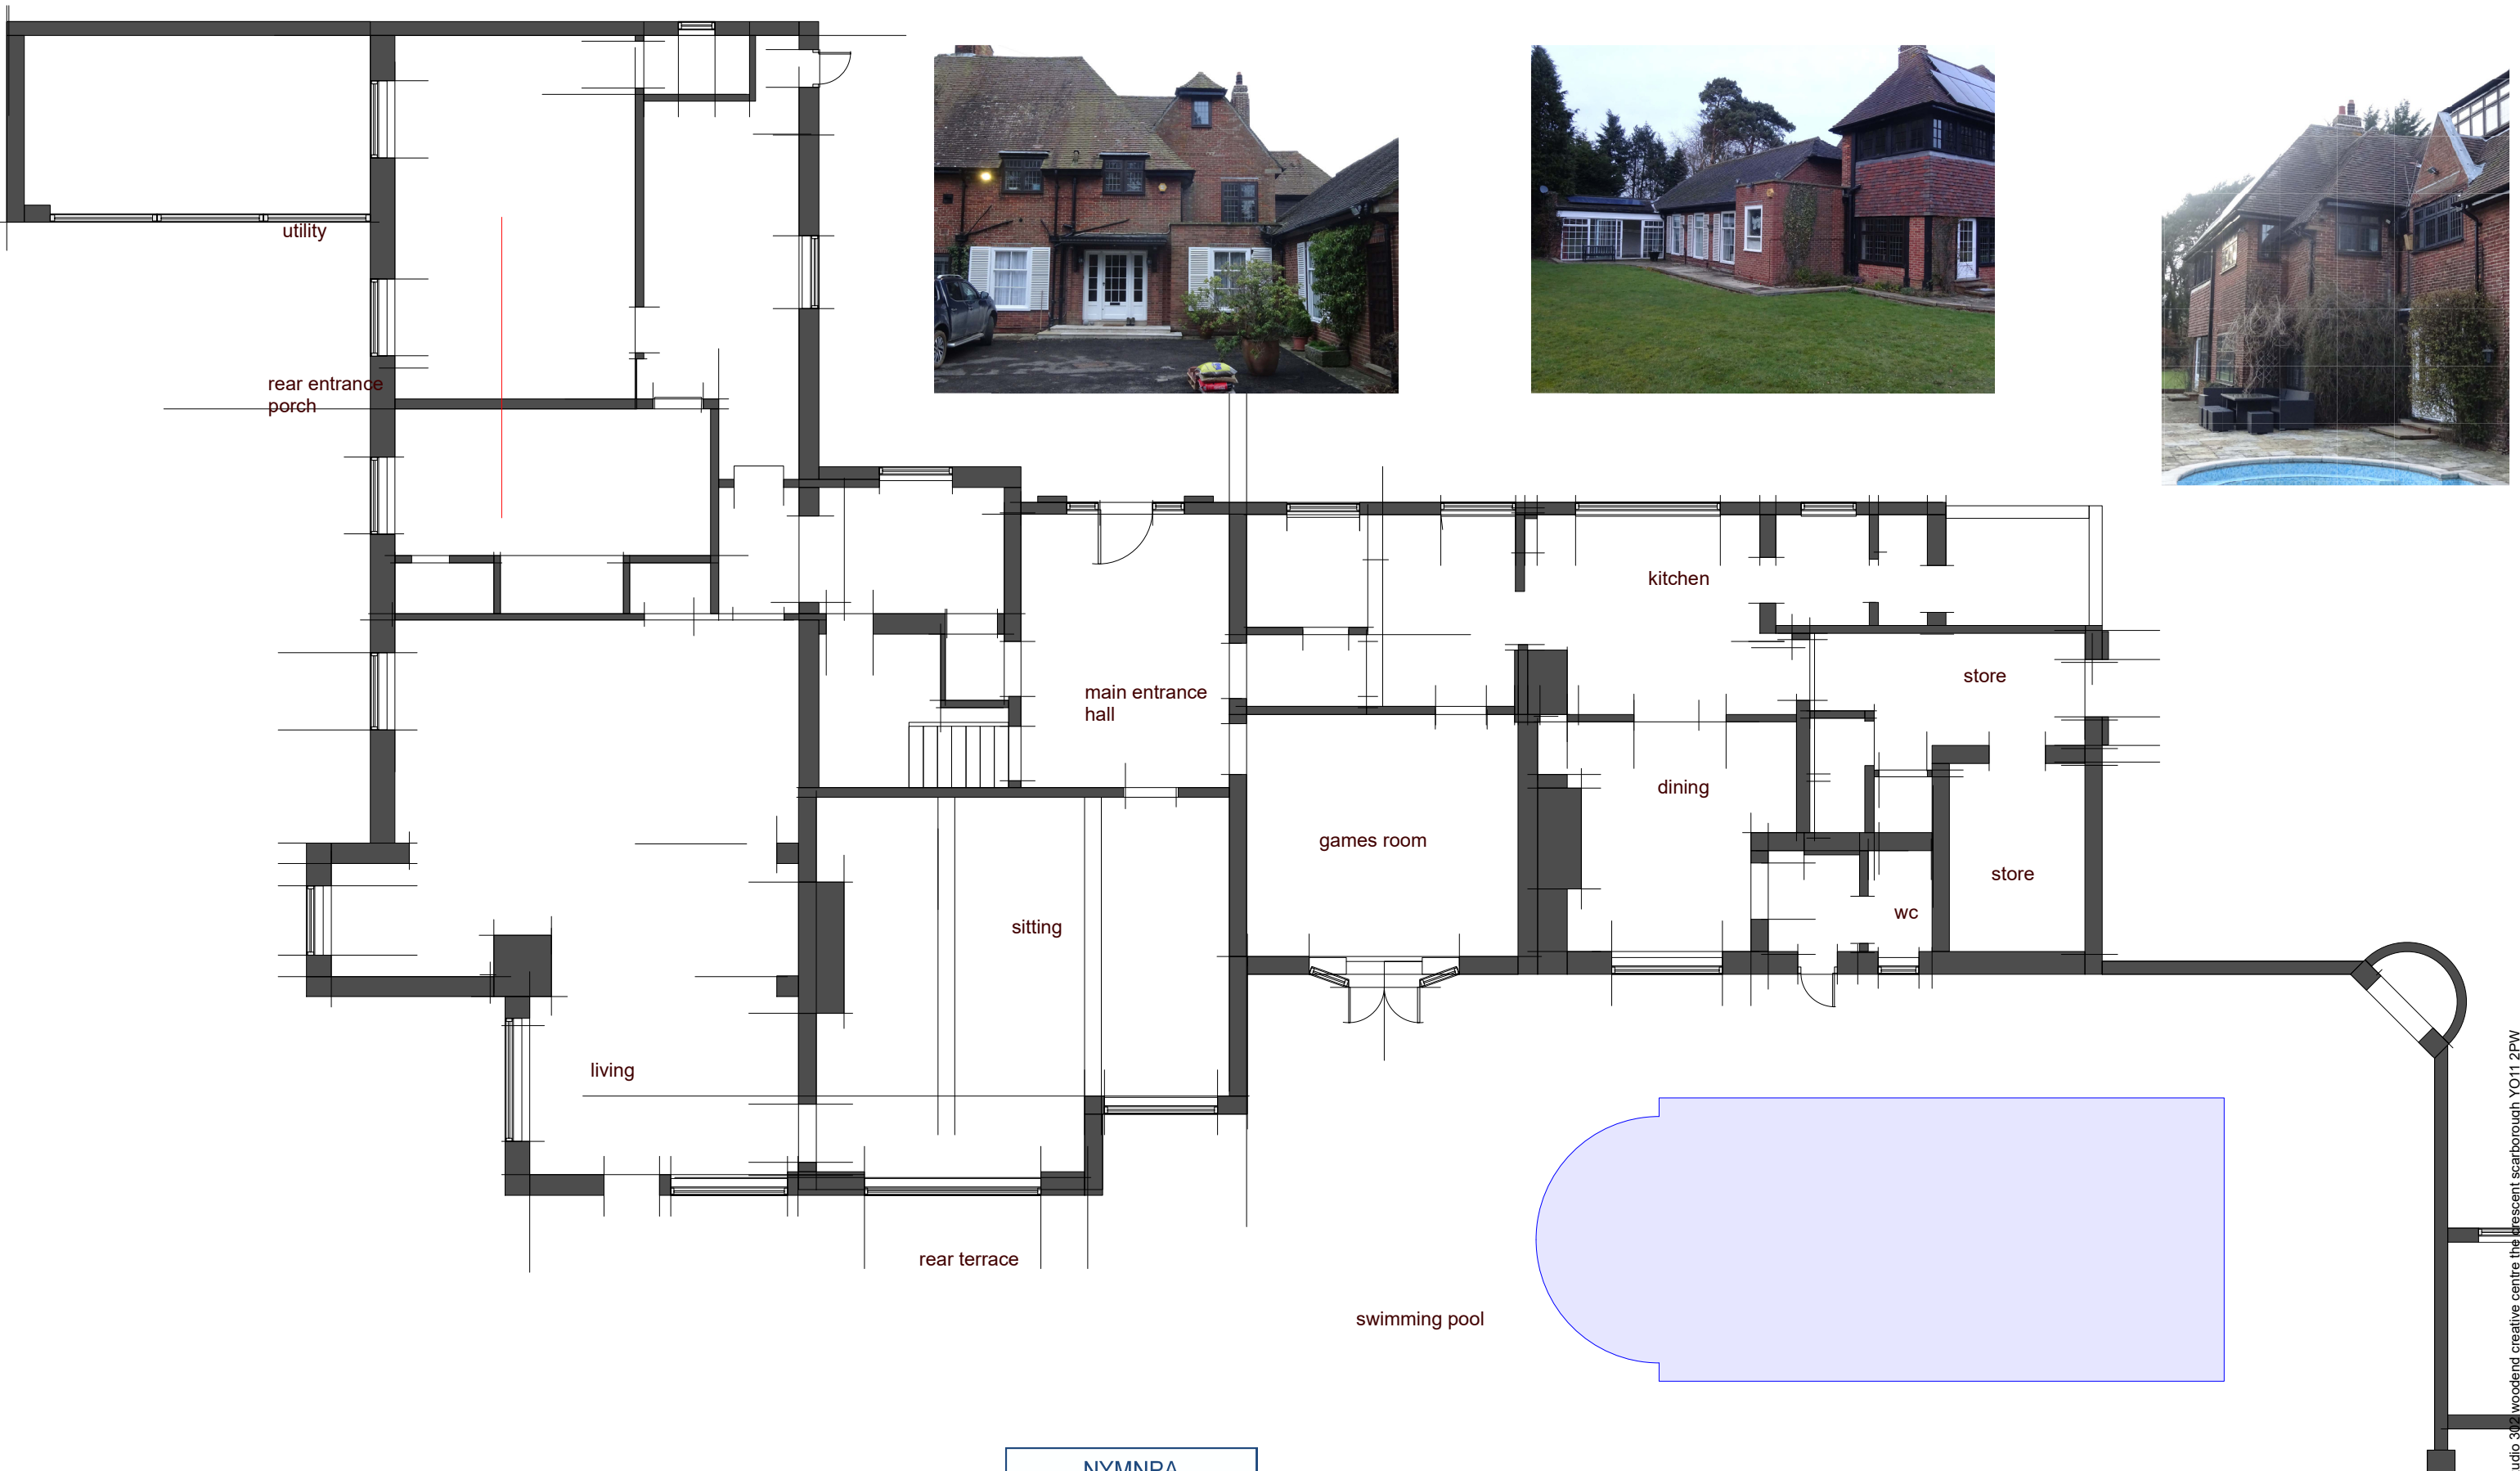 utility
rear entrance
porch
kitchen
store
main entrance
hall
dining
games room
store
wc
sitting
living
rear terrace
swimming pool
NYMNPA
302 woodend creative centre the crescent scarborough YO11 2PW